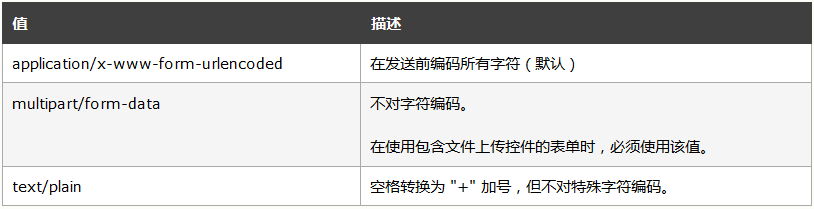 值 描述
application/x-www-form-urlencoded 在发送前编码所有字符（默认）
multipart/form-data 不对字符编码。
在使用包含文件上传控件的表单时，必须使用该值。
text/plain 空格转换为 "+" 加号，但不对特殊字符编码。